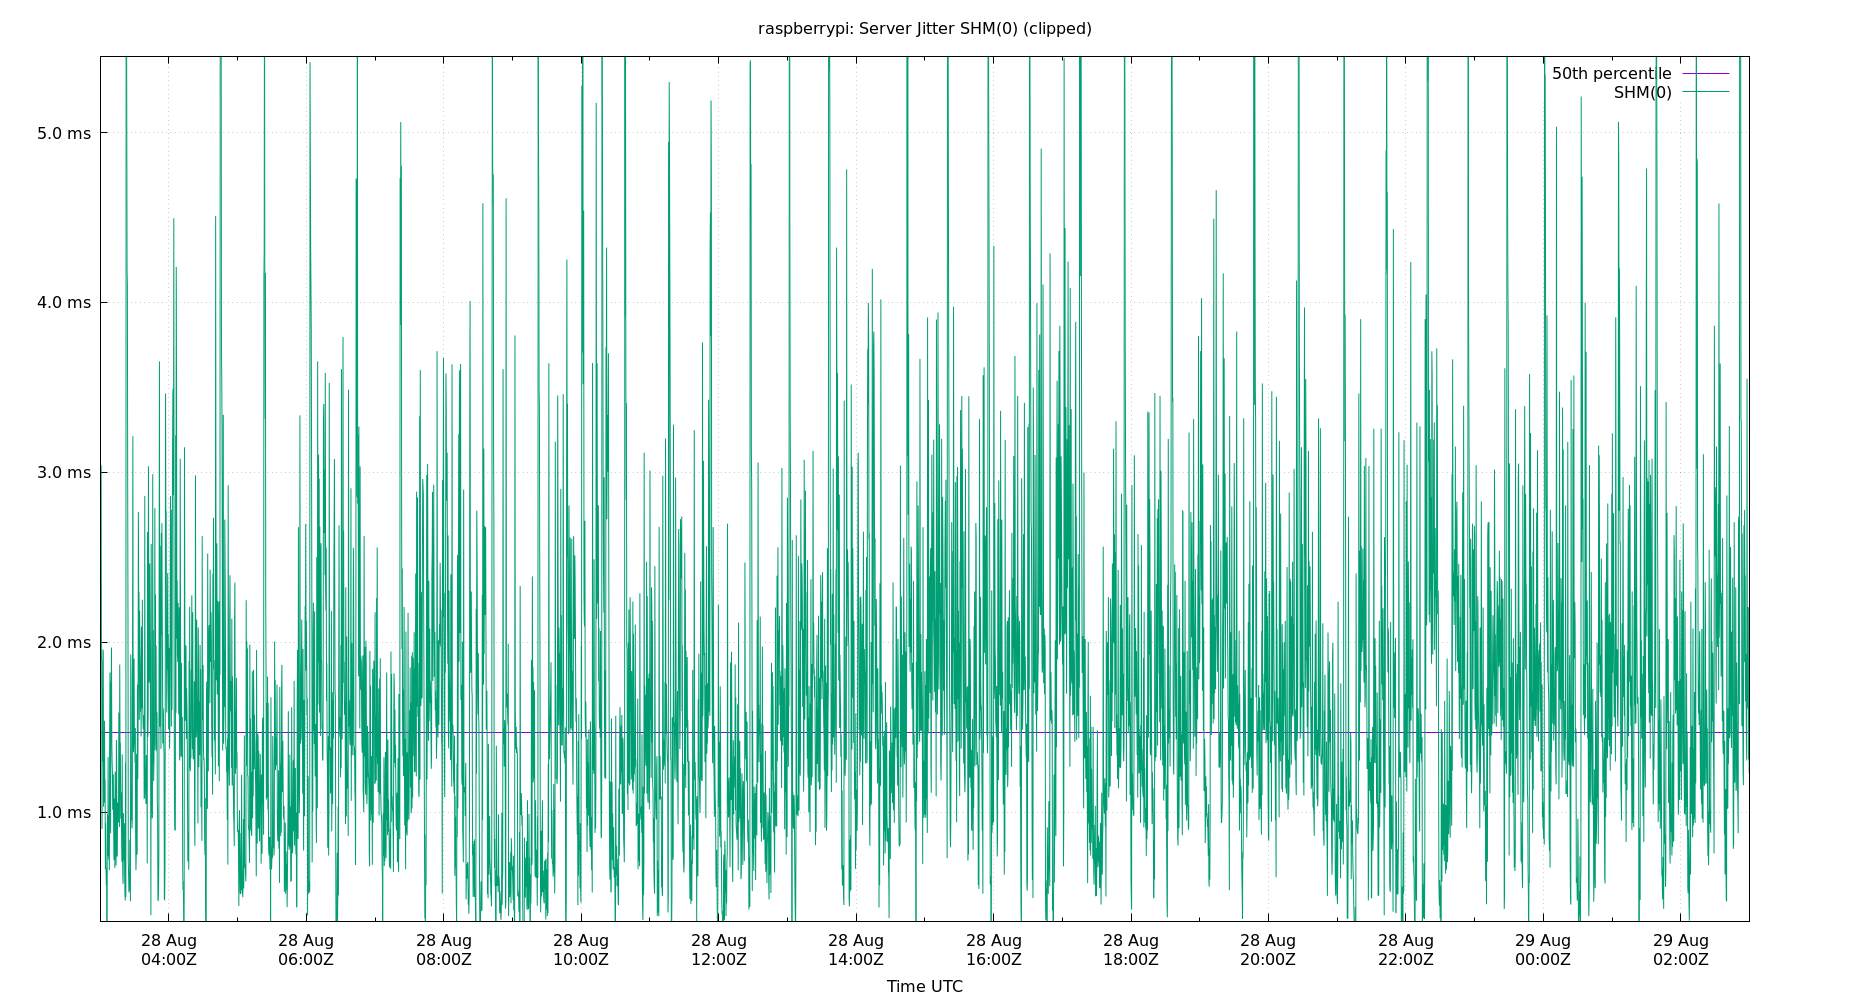 raspberrypi: Server Jitter SHM(0) (clipped)
50th percentile
SHM(0)
5.0 ms
4.0 ms
3.0 ms
2.0 ms
1.0 ms
28 Aug 28 Aug 28 Aug 28 Aug 28 Aug 28 Aug 28 Aug 28 Aug 28 Aug 28 Aug 29 Aug 29 Aug
04:00Z 06:00Z 08:00Z 10:00Z 12:00Z 14:00Z 16:00Z 18:00Z 20:00Z 22:00Z 00:00Z 02:00Z
Time UTC